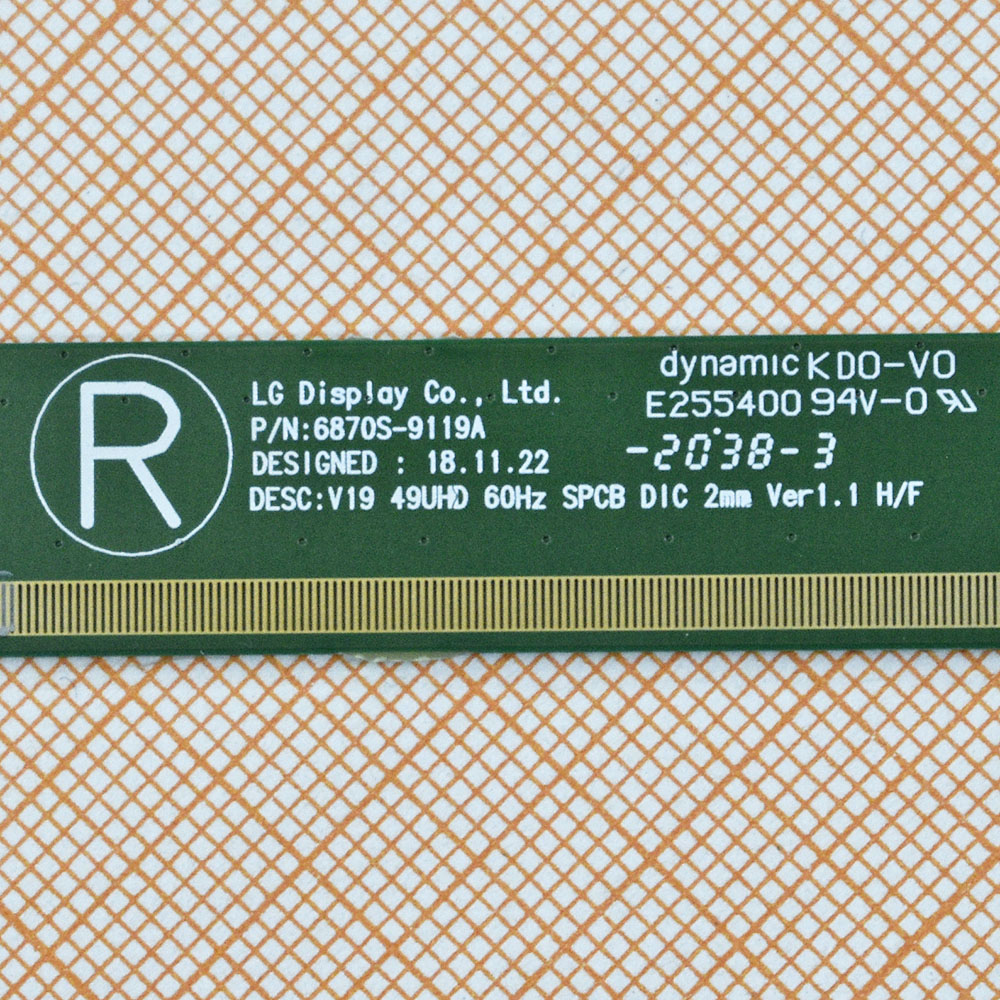 R
LG Display Co., Ltd.
P/N:6870S-9119A
DESIGNED : 18.11.22
DESC:V19 49UHD 60Hz SPCB DIC 2mm Ver1.1 H/F
dynamic KDO-V0
E255400 94V-0
-2038-3